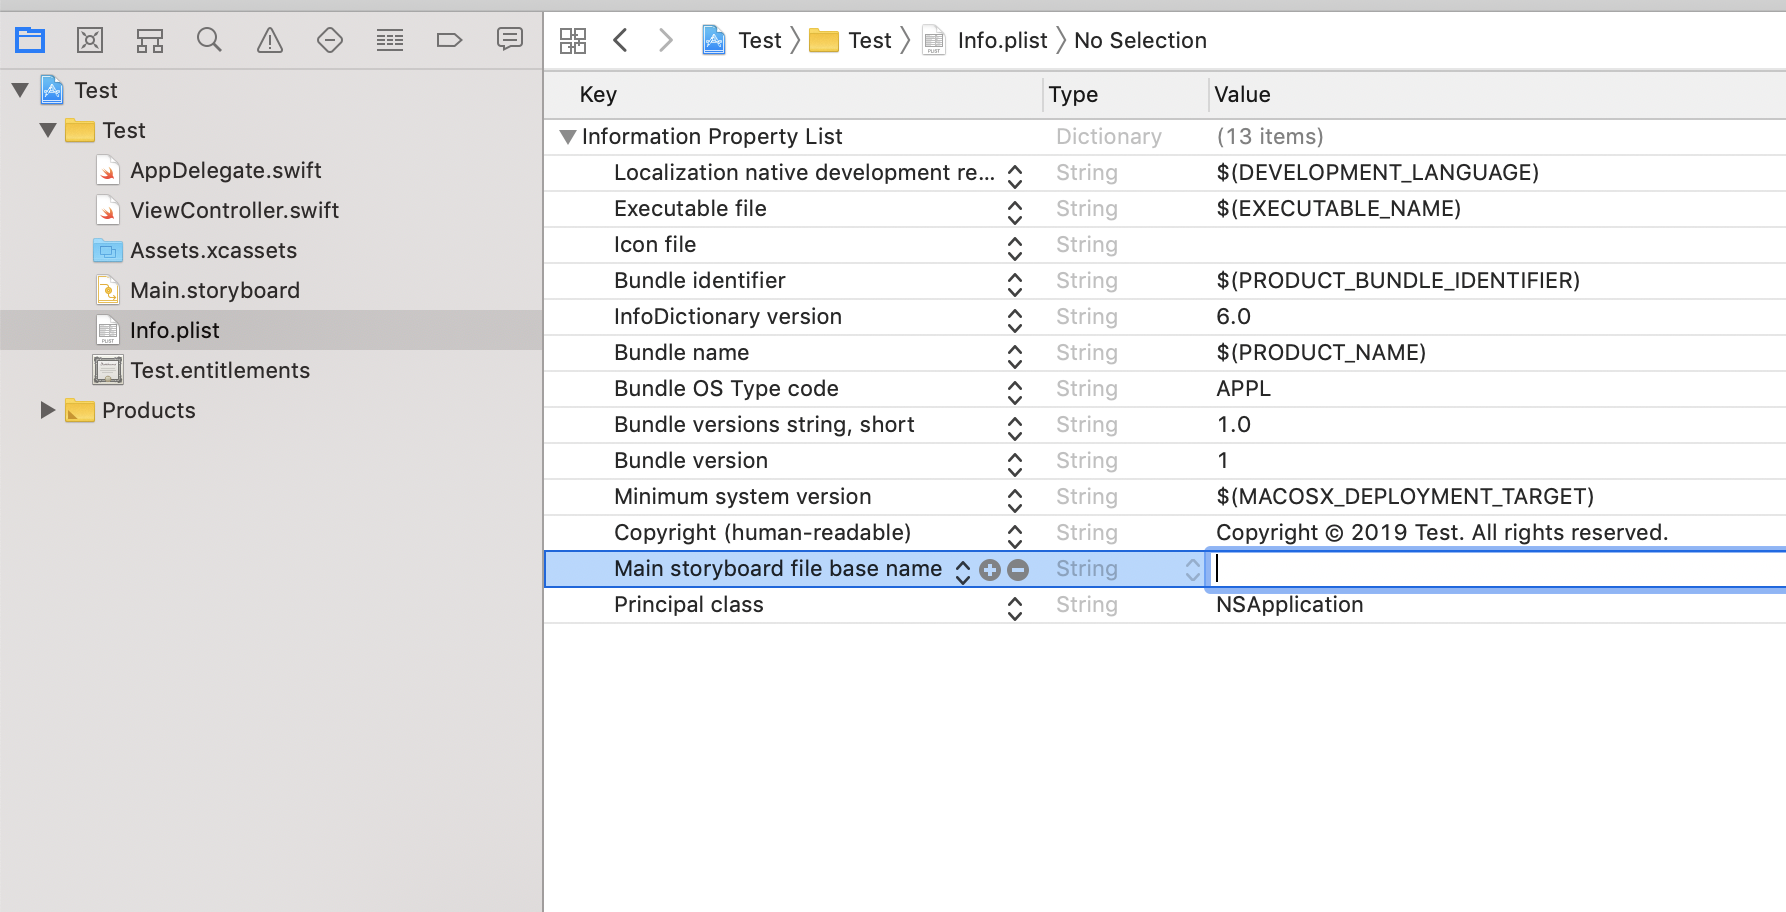 Test
Test
AppDelegate.swift
ViewController.swift
Assets.xcassets
Main.storyboard
Info.plist
Test.entitlements
Products
Test Test Info.plist No Selection
Key Type Value
Information Property List Dictionary (13 items)
Localization native development re... String $(DEVELOPMENT_LANGUAGE)
Executable file String $(EXECUTABLE_NAME)
Icon file String
Bundle identifier String $(PRODUCT_BUNDLE_IDENTIFIER)
InfoDictionary version String 6.0
Bundle name String $(PRODUCT_NAME)
Bundle OS Type code String APPL
Bundle versions string, short String 1.0
Bundle version String 1
Minimum system version String $(MACOSX_DEPLOYMENT_TARGET)
Copyright (human-readable) String Copyright © 2019 Test. All rights reserved.
Main storyboard file base name String
Principal class String NSApplication